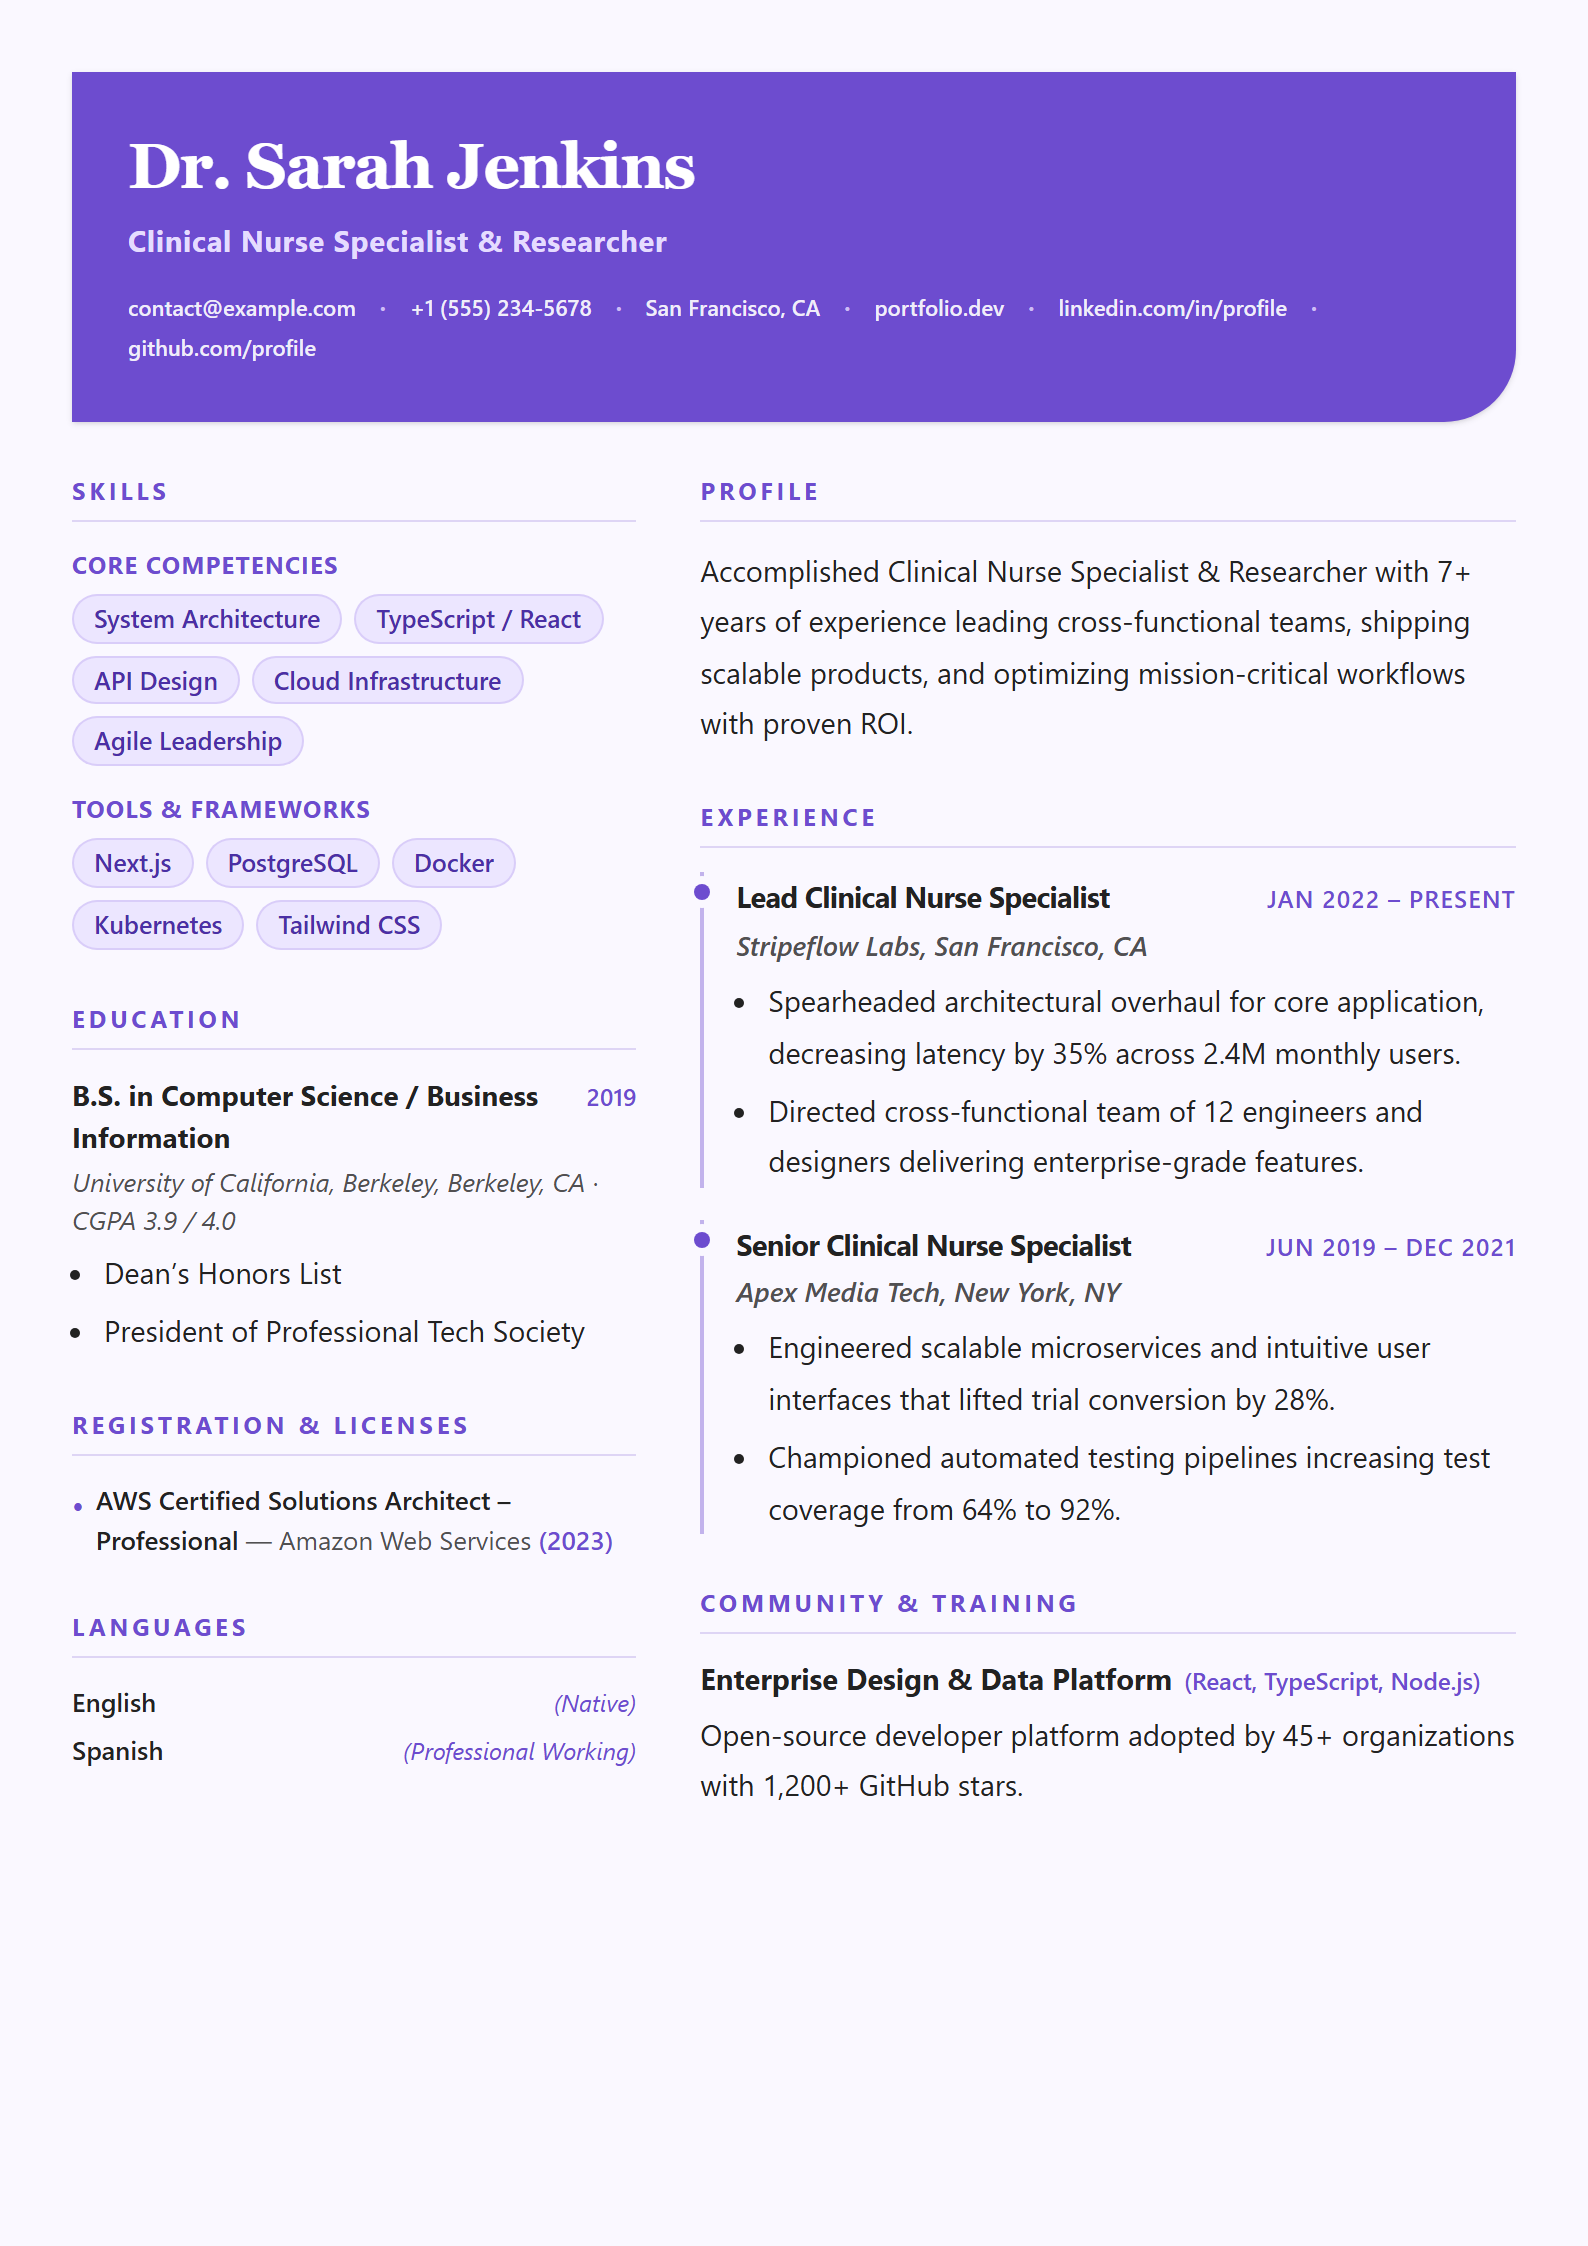 Dr. Sarah Jenkins
Clinical Nurse Specialist & Researcher
contact@example.com · +1 (555) 234-5678 · San Francisco, CA · portfolio.dev · linkedin.com/in/profile ·
github.com/profile
SKILLS
CORE COMPETENCIES
System Architecture TypeScript / React
API Design Cloud Infrastructure
Agile Leadership
TOOLS & FRAMEWORKS
Next.js PostgreSQL Docker
Kubernetes Tailwind CSS
EDUCATION
B.S. in Computer Science / Business 2019
Information
University of California, Berkeley, Berkeley, CA ·
CGPA 3.9 / 4.0
• Dean’s Honors List
• President of Professional Tech Society
REGISTRATION & LICENSES
• AWS Certified Solutions Architect –
Professional — Amazon Web Services (2023)
LANGUAGES
English (Native)
Spanish (Professional Working)
PROFILE
Accomplished Clinical Nurse Specialist & Researcher with 7+
years of experience leading cross-functional teams, shipping
scalable products, and optimizing mission-critical workflows
with proven ROI.
EXPERIENCE
Lead Clinical Nurse Specialist JAN 2022 – PRESENT
Stripeflow Labs, San Francisco, CA
• Spearheaded architectural overhaul for core application,
decreasing latency by 35% across 2.4M monthly users.
• Directed cross-functional team of 12 engineers and
designers delivering enterprise-grade features.
Senior Clinical Nurse Specialist JUN 2019 – DEC 2021
Apex Media Tech, New York, NY
• Engineered scalable microservices and intuitive user
interfaces that lifted trial conversion by 28%.
• Championed automated testing pipelines increasing test
coverage from 64% to 92%.
COMMUNITY & TRAINING
Enterprise Design & Data Platform (React, TypeScript, Node.js)
Open-source developer platform adopted by 45+ organizations
with 1,200+ GitHub stars.